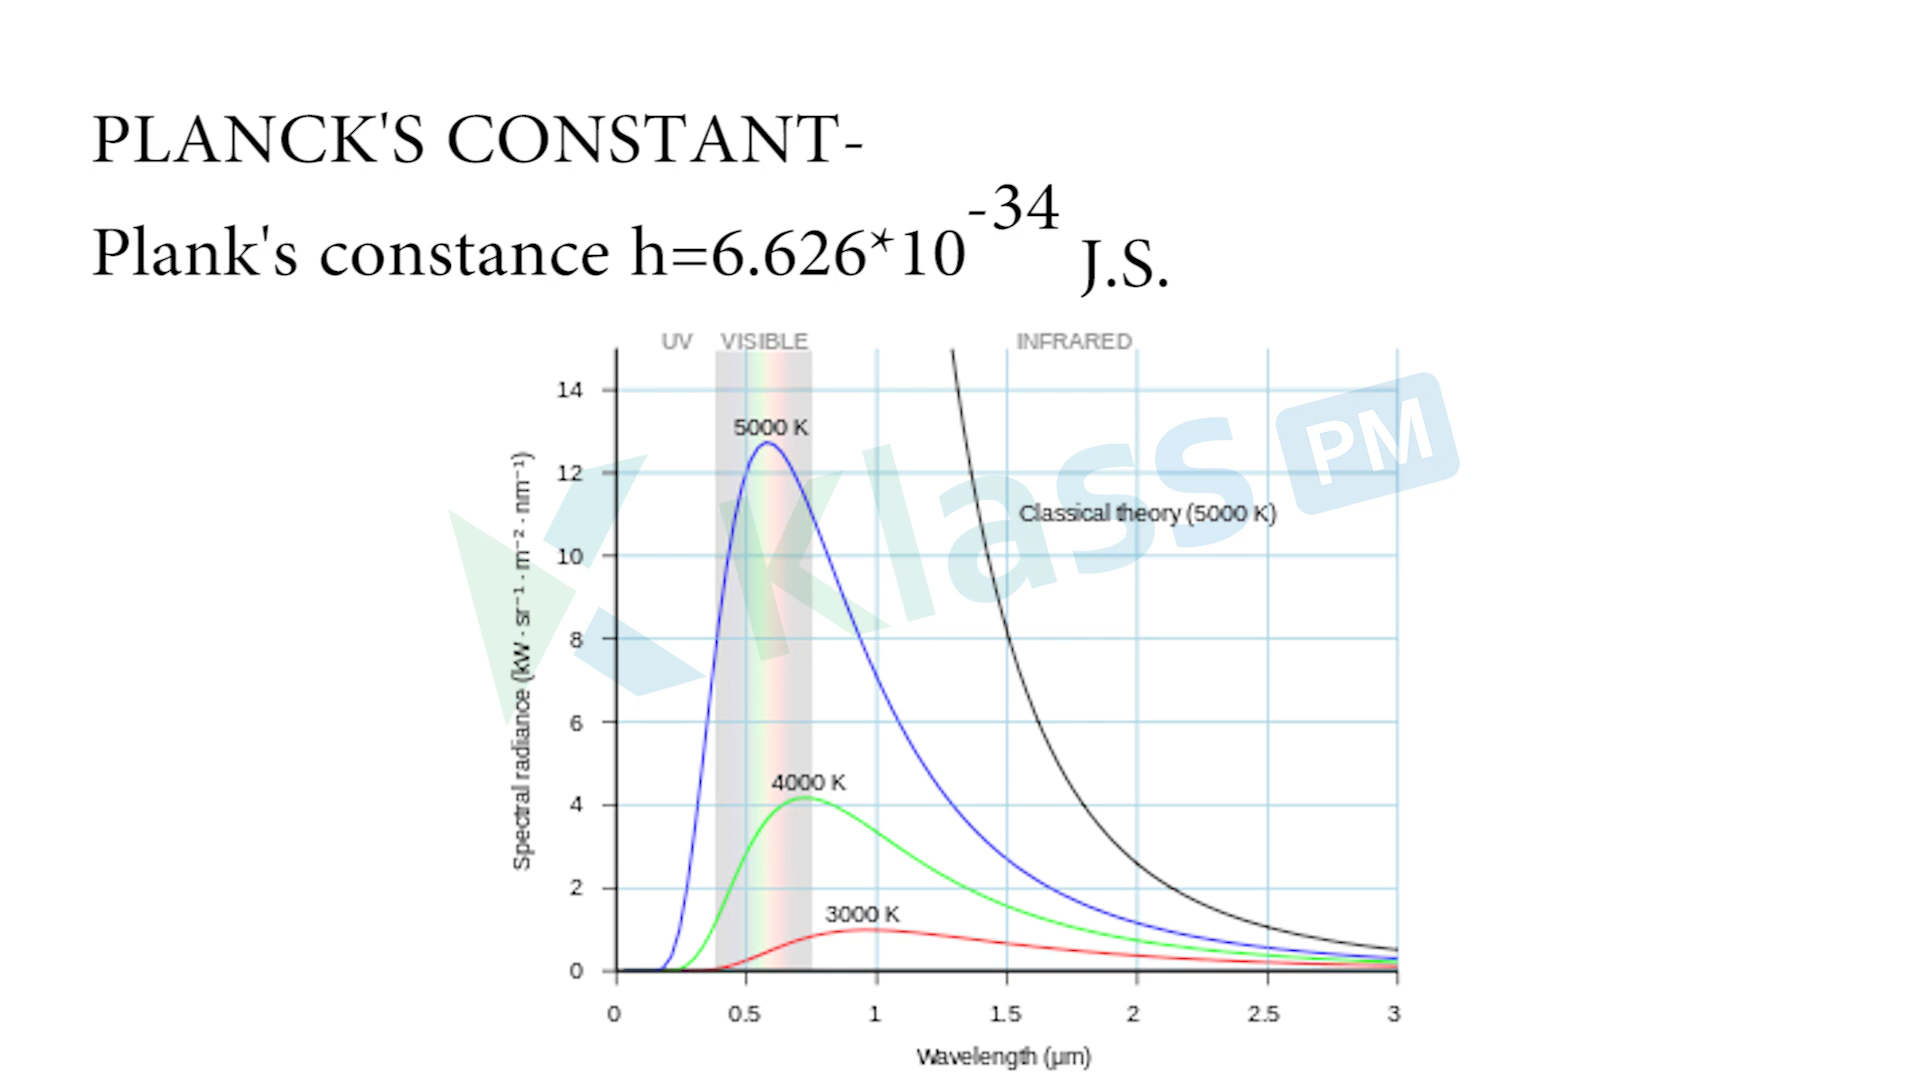 PLANCK'S CONSTANT-
Plank's constance h=6.626*10-34 J.S.
UV VISIBLE INFRARED
14
12
10
8
6
4
2
0
5000 K
Classical theory (5000 K)
4000 K
3000 K
Spectral radiance (kW · sr⁻¹ · m⁻² · nm⁻¹)
0 0.5 1 1.5 2 2.5 3
Wavelength (µm)
Klass PM